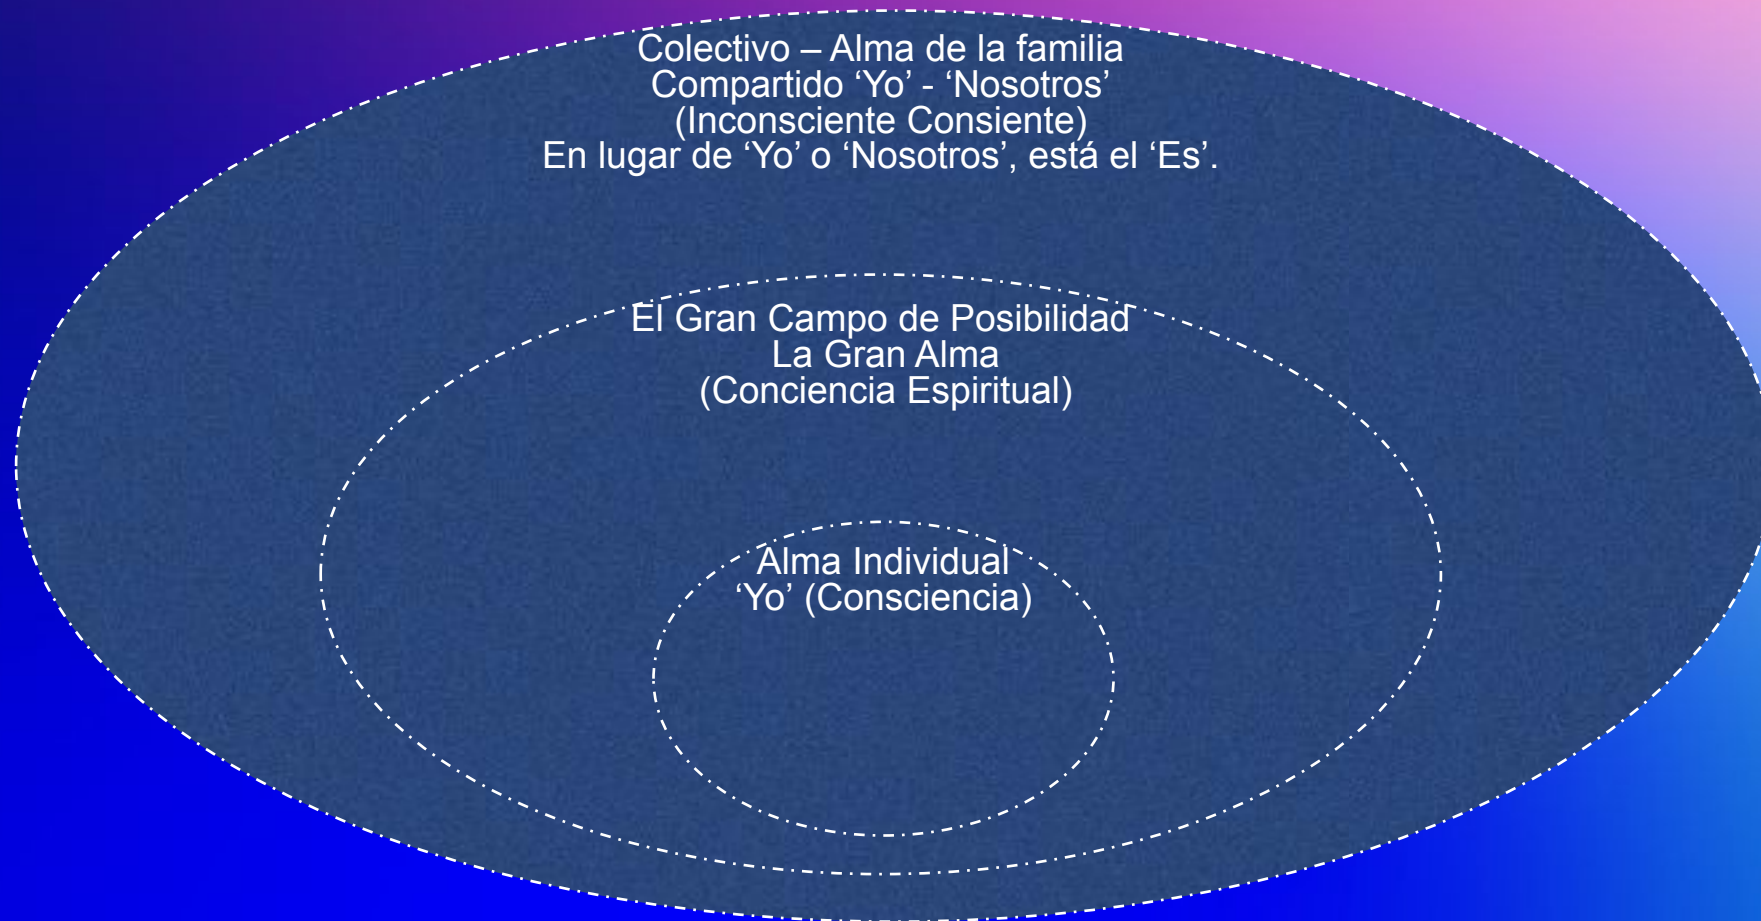 Colectivo – Alma de la familia
Compartido ‘Yo’ - ‘Nosotros’
(Inconsciente Consiente)
En lugar de ‘Yo’ o ‘Nosotros’, está el ‘Es’.
El Gran Campo de Posibilidad
La Gran Alma
(Conciencia Espiritual)
Alma Individual
‘Yo’ (Consciencia)